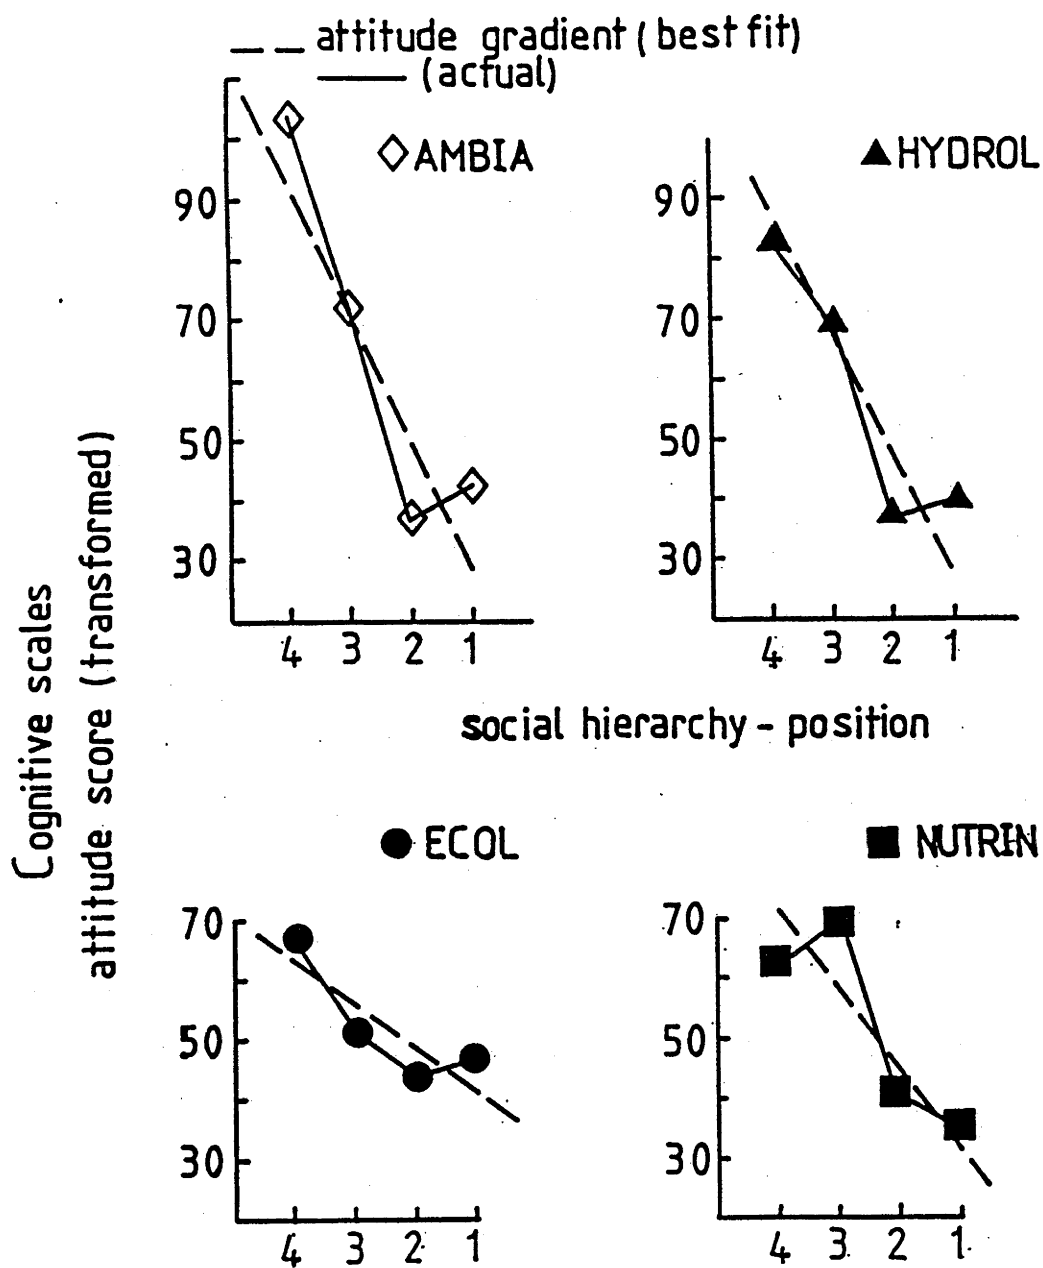 attitude gradient (best fit)
(actual)
AMBIA
HYDROL
90
70
50
30
4 3 2 1
90
70
50
30
4 3 2 1
social hierarchy - position
Cognitive scales
attitude score (transformed)
ECOL
NUTRIN
70
50
30
4 3 2 1
70
50
30
4 3 2 1